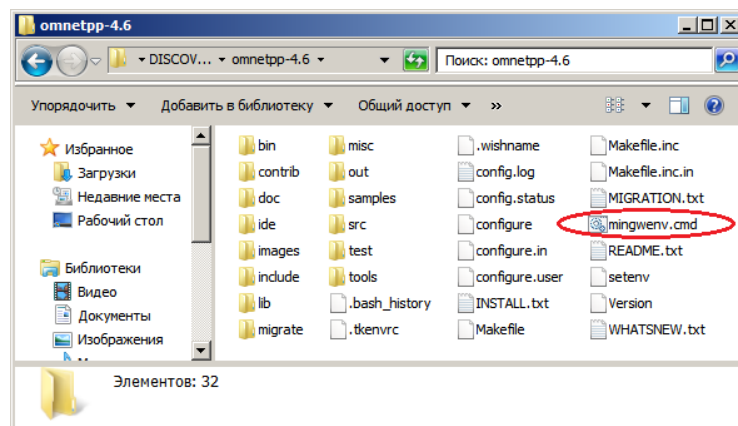 omnetpp-4.6
DISCOV... omnetpp-4.6 Поиск: omnetpp-4.6
Упорядочить Добавить в библиотеку Общий доступ »
Избранное
Загрузки
Недавние места
Рабочий стол
Библиотеки
Видео
Документы
Изображения
bin
contrib
doc
ide
images
include
lib
migrate
misc
out
samples
src
test
tools
.bash_history
.tkenvrc
.wishname
config.log
config.status
configure
configure.in
configure.user
INSTALL.txt
Makefile
Makefile.inc
Makefile.inc.in
MIGRATION.txt
mingwenv.cmd
README.txt
setenv
Version
WHATSNEW.txt
Элементов: 32